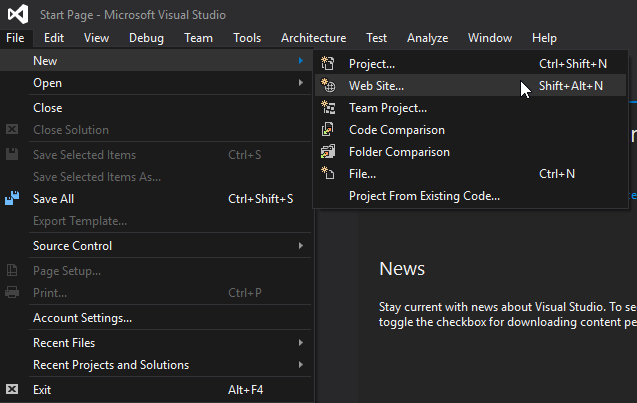 Start Page - Microsoft Visual Studio
File Edit View Debug Team Tools Architecture Test Analyze Window Help
New
Open
Close
Close Solution
Save Selected Items Ctrl+S
Save Selected Items As...
Save All Ctrl+Shift+S
Export Template...
Source Control
Page Setup...
Print... Ctrl+P
Account Settings...
Recent Files
Recent Projects and Solutions
Exit Alt+F4
Project... Ctrl+Shift+N
Web Site... Shift+Alt+N
Team Project...
Code Comparison
Folder Comparison
File... Ctrl+N
Project From Existing Code...
News
Stay current with news about Visual Studio. To
toggle the checkbox for downloading content